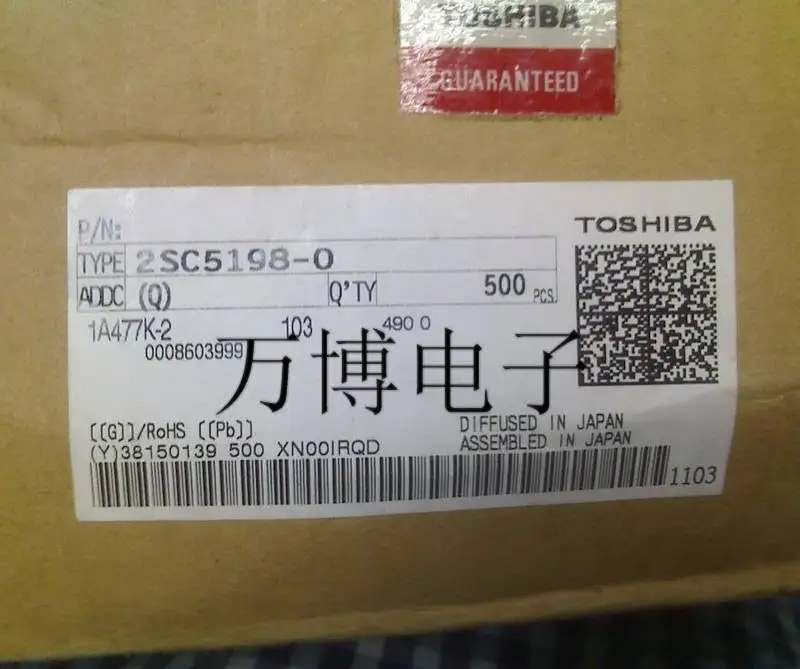 TOSHIBA
GUARANTEED
P/N:
TOSHIBA
TYPE 2SC5198-O
ADDC (Q) Q'TY 500 PCS.
1A477K-2 103 490 0
0008603999
万博电子
[[G]]/RoHS [[Pb]]
DIFFUSED IN JAPAN
ASSEMBLED IN JAPAN
(Y)38150139 500 XN00IRQD
1103